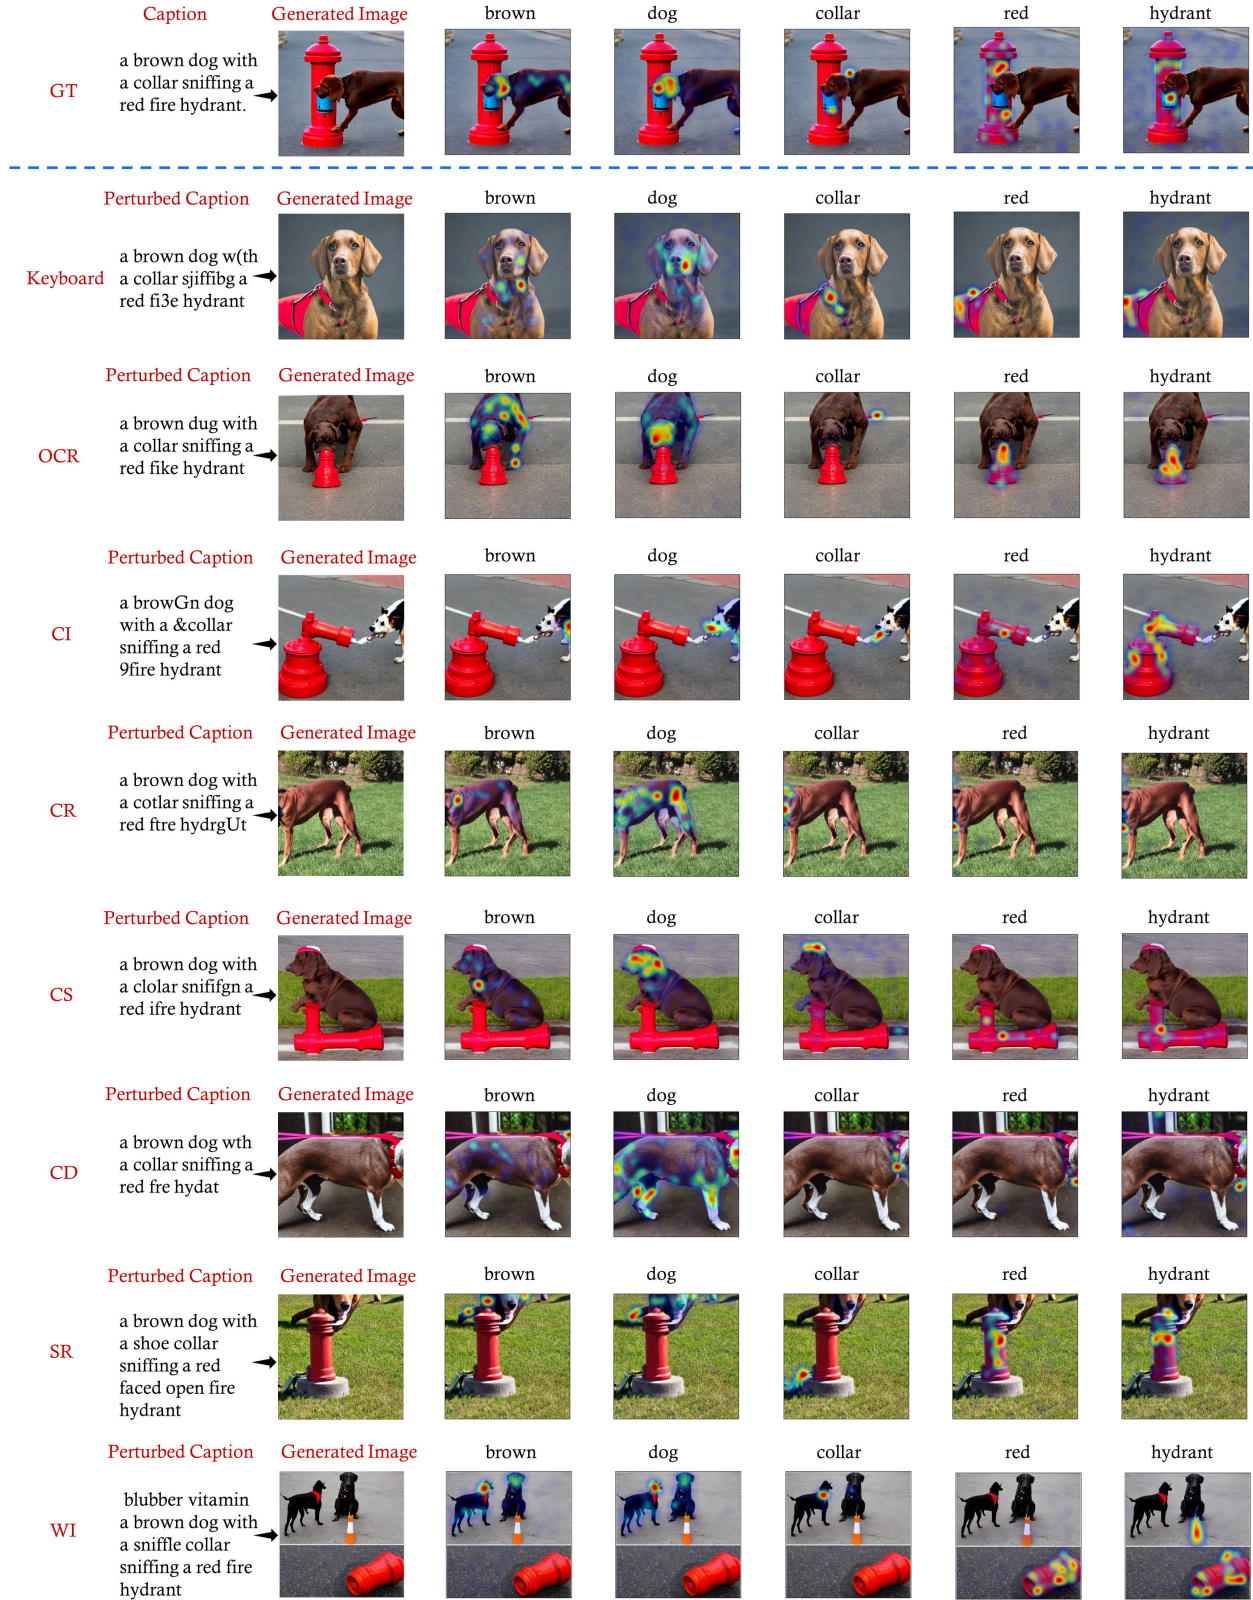 Caption Generated Image brown dog collar red hydrant
GT
a brown dog with
a collar sniffing a
red fire hydrant.
Perturbed Caption Generated Image brown dog collar red hydrant
Keyboard
a brown dog w(th
a collar sjiffibg a
red fi3e hydrant
Perturbed Caption Generated Image brown dog collar red hydrant
OCR
a brown dug with
a collar sniffing a
red fike hydrant
Perturbed Caption Generated Image brown dog collar red hydrant
CI
a browGn dog
with a &collar
sniffing a red
9fire hydrant
Perturbed Caption Generated Image brown dog collar red hydrant
CR
a brown dog with
a cotlar sniffing a
red ftre hydrgUt
Perturbed Caption Generated Image brown dog collar red hydrant
CS
a brown dog with
a clolar snififgn a
red ifre hydrant
Perturbed Caption Generated Image brown dog collar red hydrant
CD
a brown dog wth
a collar sniffing a
red fre hydat
Perturbed Caption Generated Image brown dog collar red hydrant
SR
a brown dog with
a shoe collar
sniffing a red
faced open fire
hydrant
Perturbed Caption Generated Image brown dog collar red hydrant
WI
blubber vitamin
a brown dog with
a sniffle collar
sniffing a red fire
hydrant